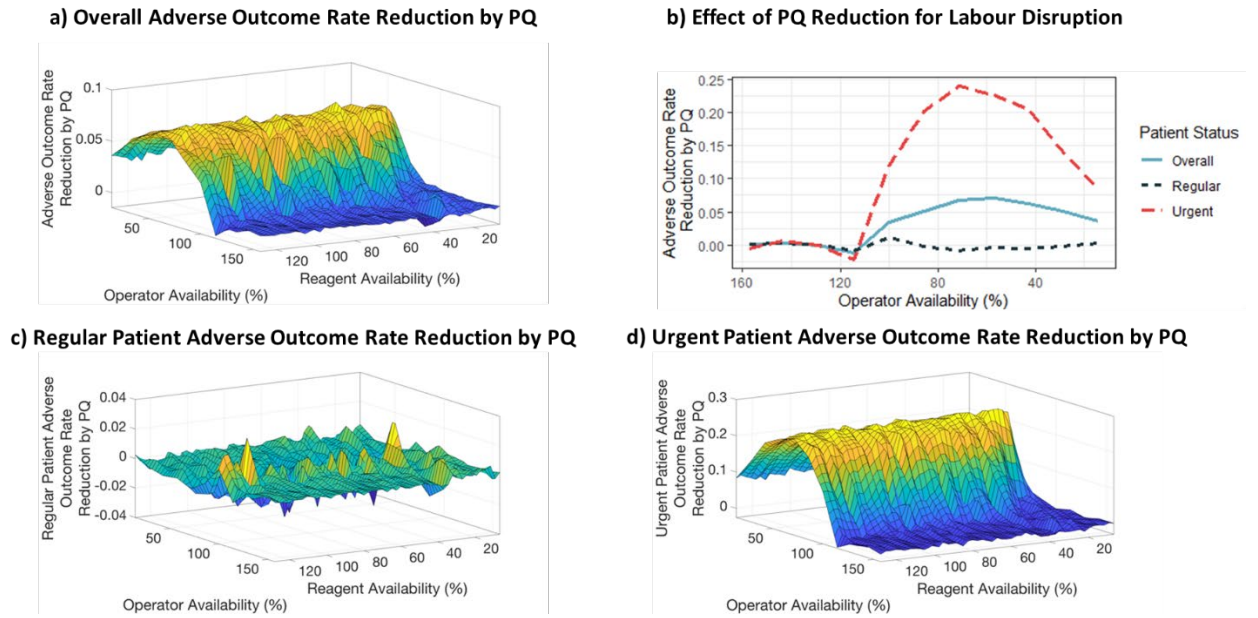 a) Overall Adverse Outcome Rate Reduction by PQ
Adverse Outcome Rate
Reduction by PQ
0.1
0.05
0
50
100
150
Operator Availability (%)
120
100
80
60
40
20
Reagent Availability (%)
b) Effect of PQ Reduction for Labour Disruption
Adverse Outcome Rate
Reduction by PQ
0.25
0.20
0.15
0.10
0.05
0.00
160
120
80
40
Operator Availability (%)
Patient Status
Overall
Regular
Urgent
c) Regular Patient Adverse Outcome Rate Reduction by PQ
Regular Patient Adverse
Outcome Rate
Reduction by PQ
0.04
0.02
0
-0.02
-0.04
50
100
150
Operator Availability (%)
120
100
80
60
40
20
Reagent Availability (%)
d) Urgent Patient Adverse Outcome Rate Reduction by PQ
Urgent Patient Adverse
Outcome Rate
Reduction by PQ
0.3
0.2
0.1
0
50
100
150
Operator Availability (%)
120
100
80
60
40
20
Reagent Availability (%)